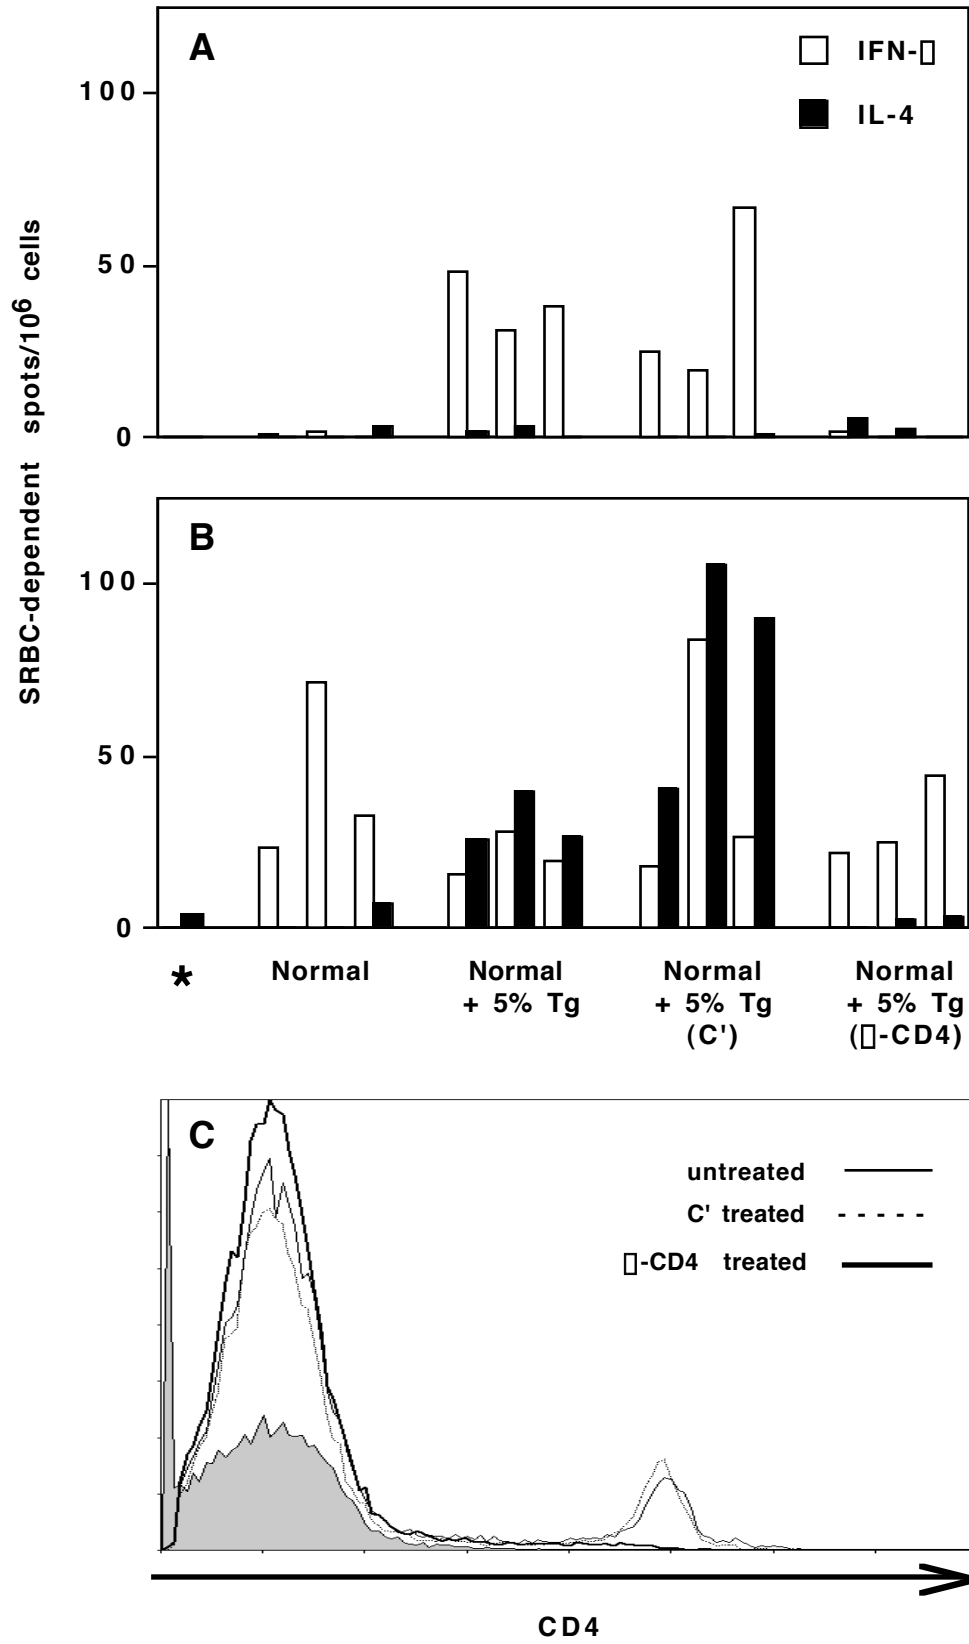 A
IFN-▯
IL-4
100
50
0
SRBC-dependent spots/10⁶ cells
B
100
50
0
* Normal Normal Normal Normal
+ 5% Tg + 5% Tg + 5% Tg
(C') (▯-CD4)
C
untreated
C' treated
▯-CD4 treated
CD4